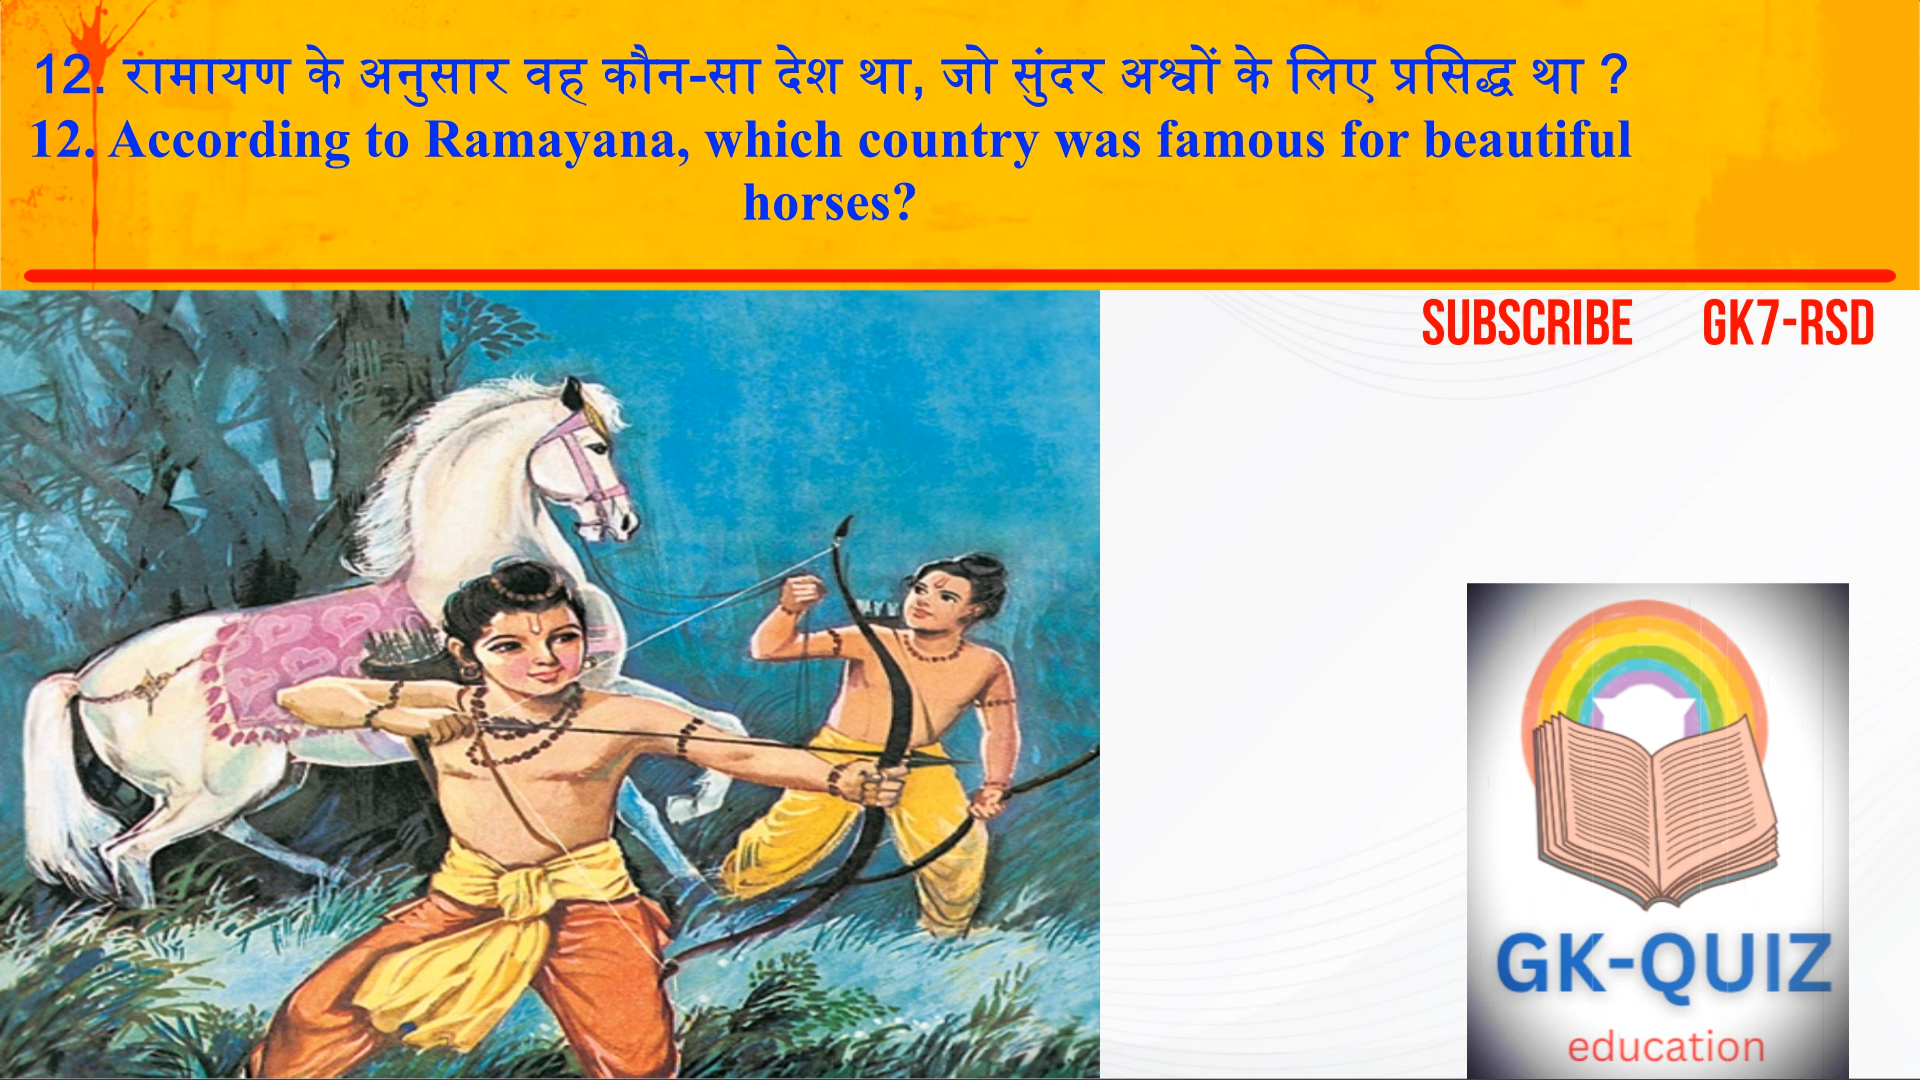 12. रामायण के अनुसार वह कौन-सा देश था, जो सुंदर अश्वों के लिए प्रसिद्ध था ?
12. According to Ramayana, which country was famous for beautiful
horses?
SUBSCRIBE GK7-RSD
GK-QUIZ
education